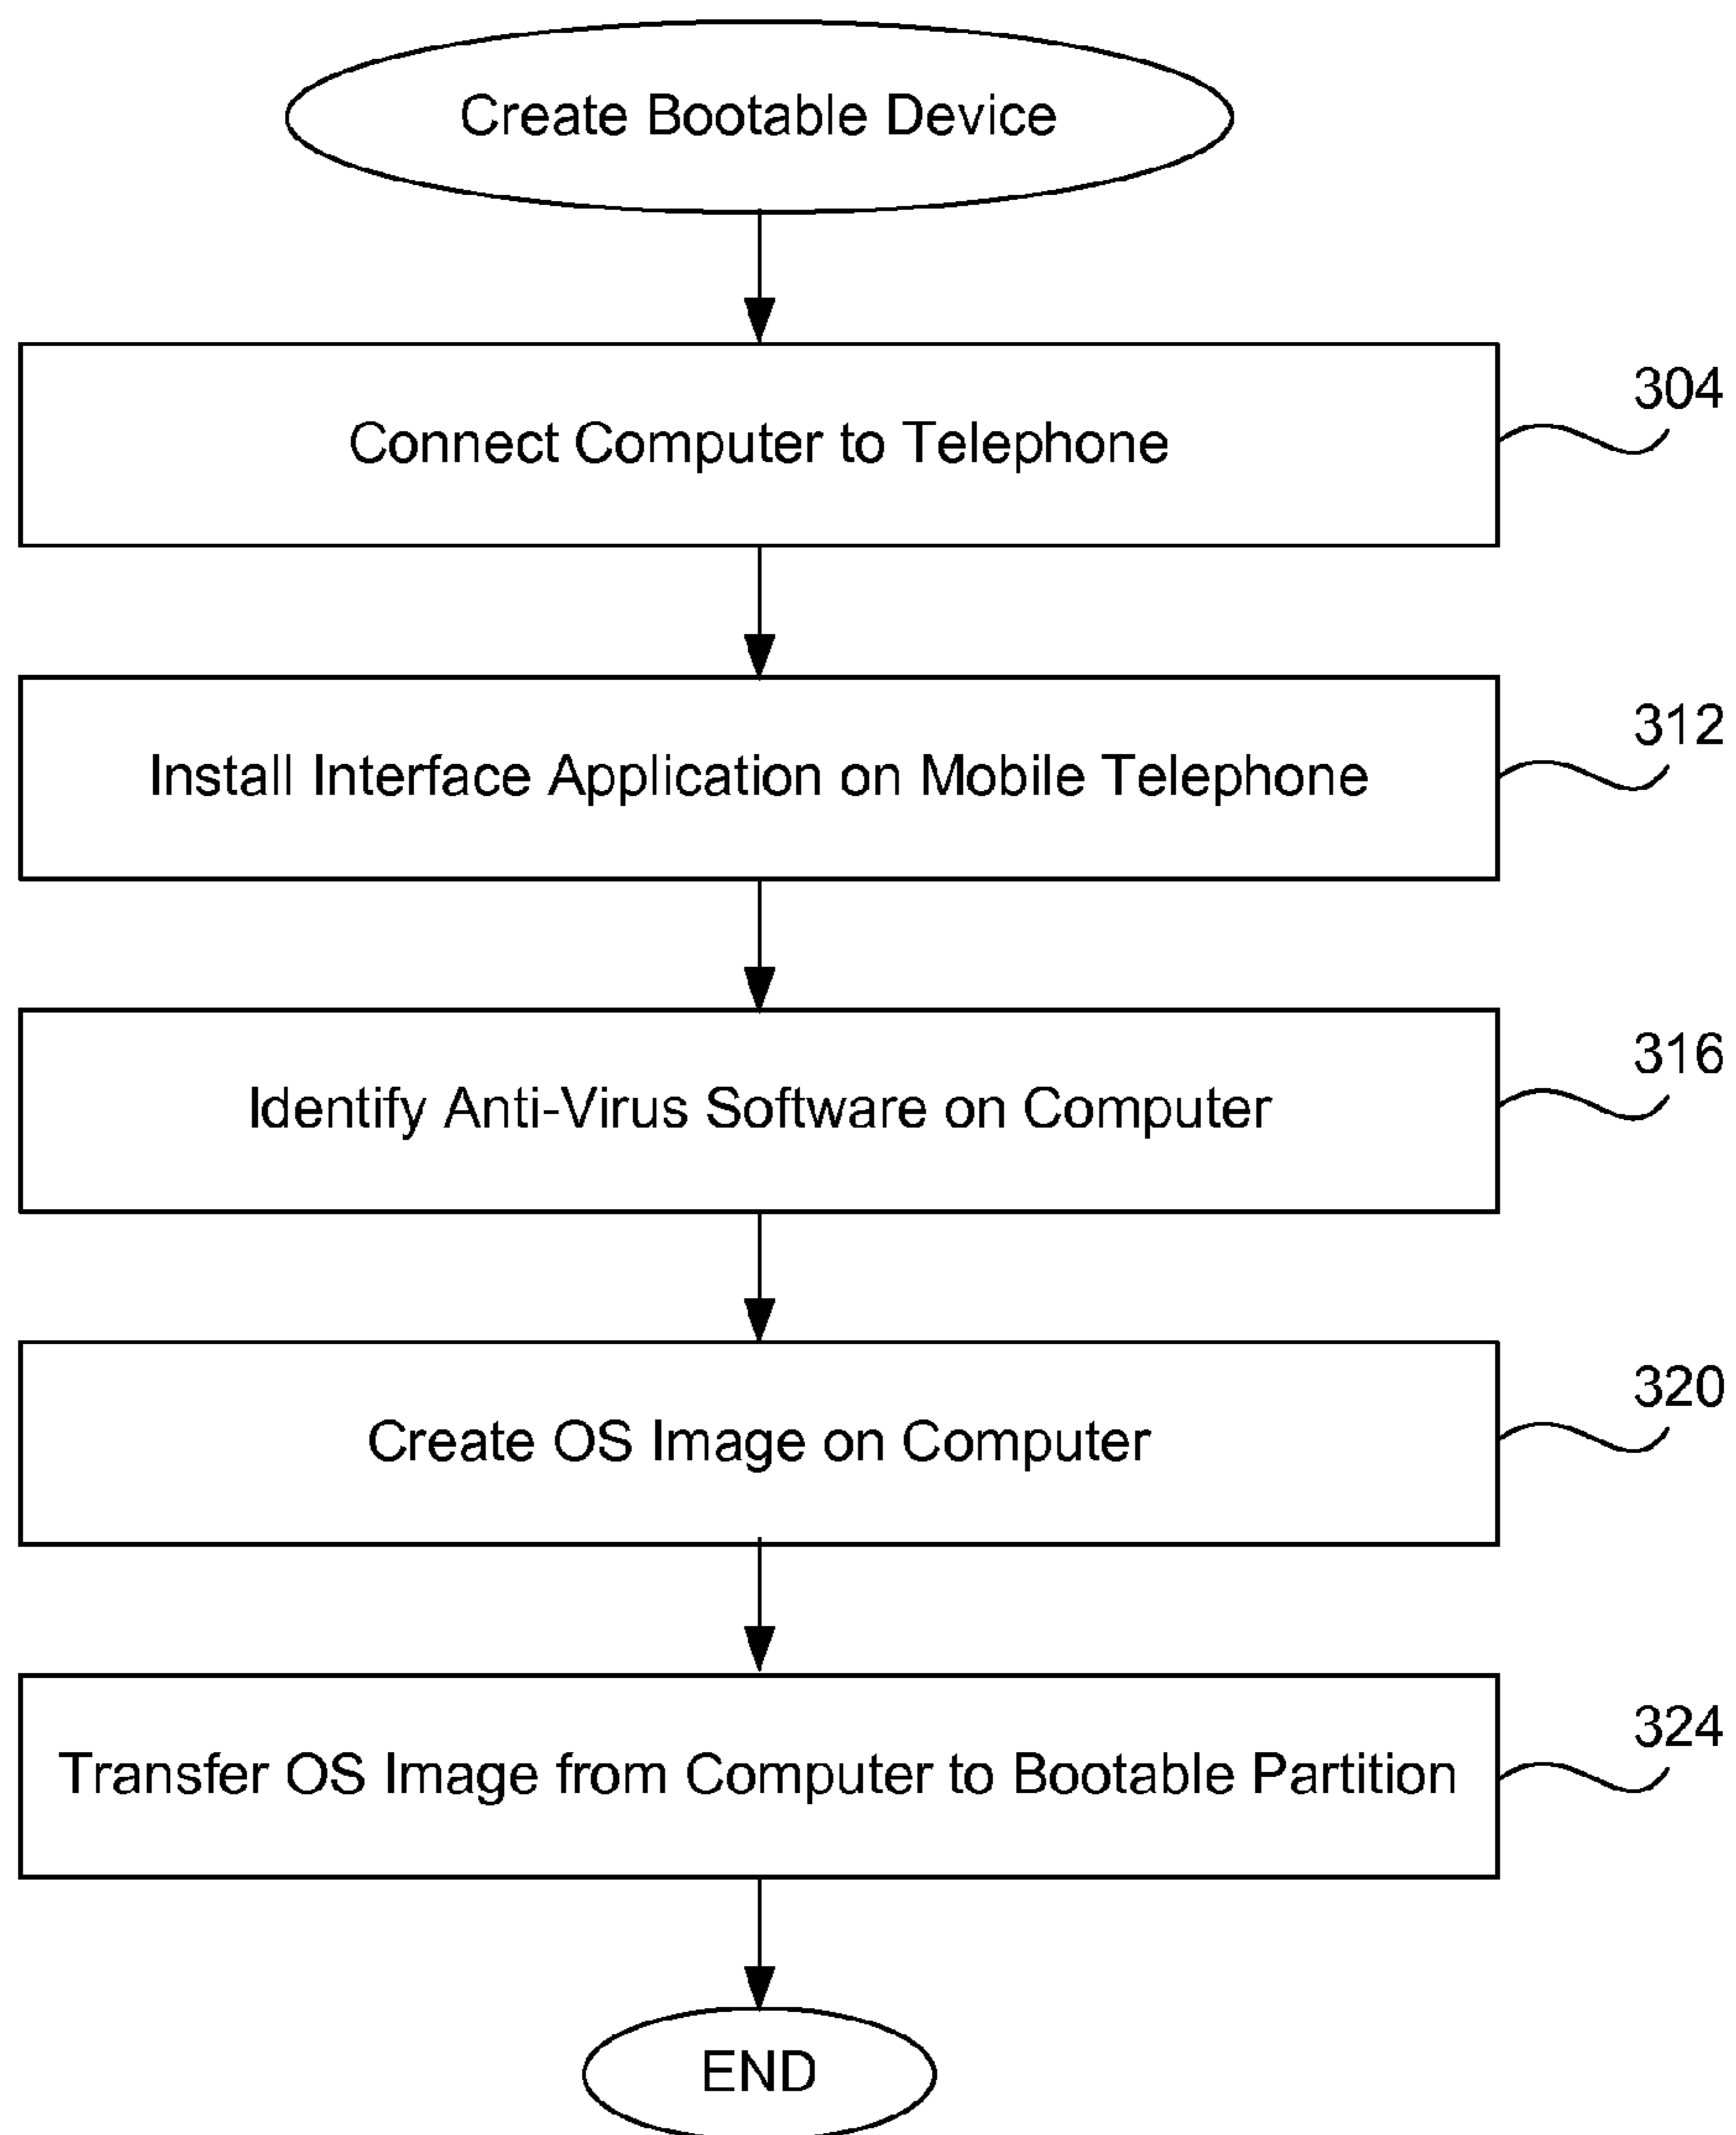 Create Bootable Device
Connect Computer to Telephone
304
Install Interface Application on Mobile Telephone
312
Identify Anti-Virus Software on Computer
316
Create OS Image on Computer
320
Transfer OS Image from Computer to Bootable Partition
324
END